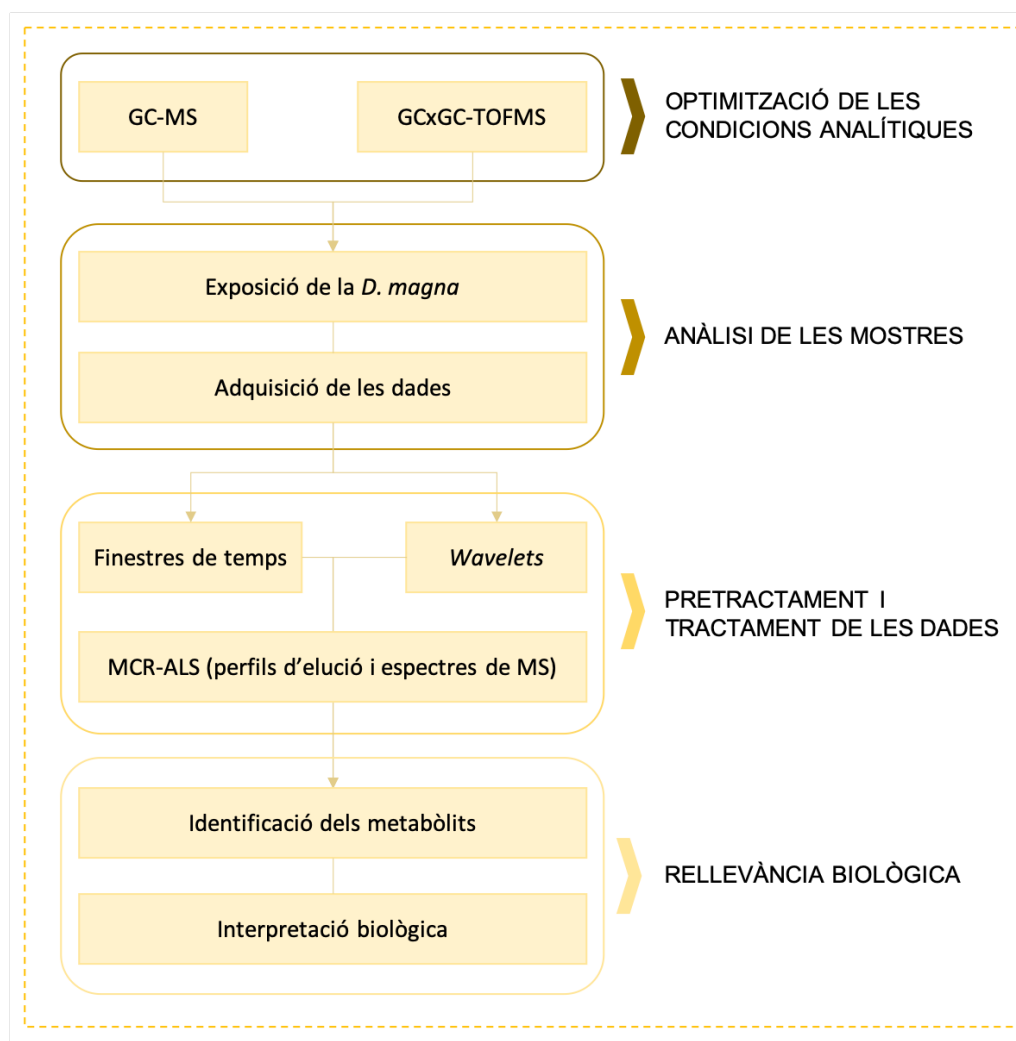 GC-MS
GCxGC-TOFMS
OPTIMITZACIÓ DE LES
CONDICIONS ANALÍTIQUES
Exposició de la D. magna
Adquisició de les dades
ANÀLISI DE LES MOSTRES
Finestres de temps
Wavelets
MCR-ALS (perfils d'elució i espectres de MS)
PRETRACTAMENT I
TRACTAMENT DE LES DADES
Identificació dels metabòlits
Interpretació biològica
RELLEVÀNCIA BIOLÒGICA